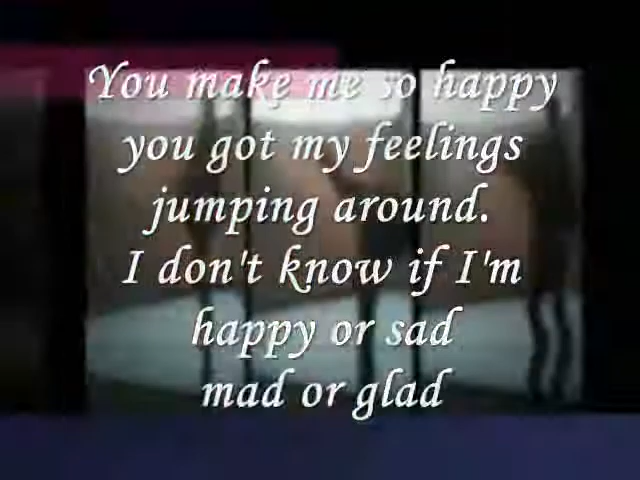 You make me so happy
you got my feelings
jumping around.
I don't know if I'm
happy or sad
mad or glad